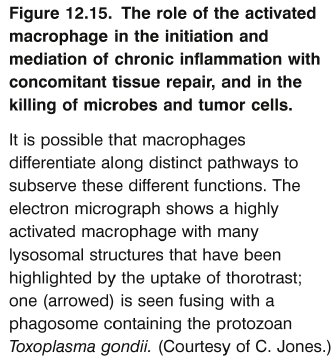 Figure 12.15. The role of the activated
macrophage in the initiation and
mediation of chronic inflammation with
concomitant tissue repair, and in the
killing of microbes and tumor cells.
It is possible that macrophages
differentiate along distinct pathways to
subserve these different functions. The
electron micrograph shows a highly
activated macrophage with many
lysosomal structures that have been
highlighted by the uptake of thorotrast;
one (arrowed) is seen fusing with a
phagosome containing the protozoan
Toxoplasma gondii. (Courtesy of C. Jones.)